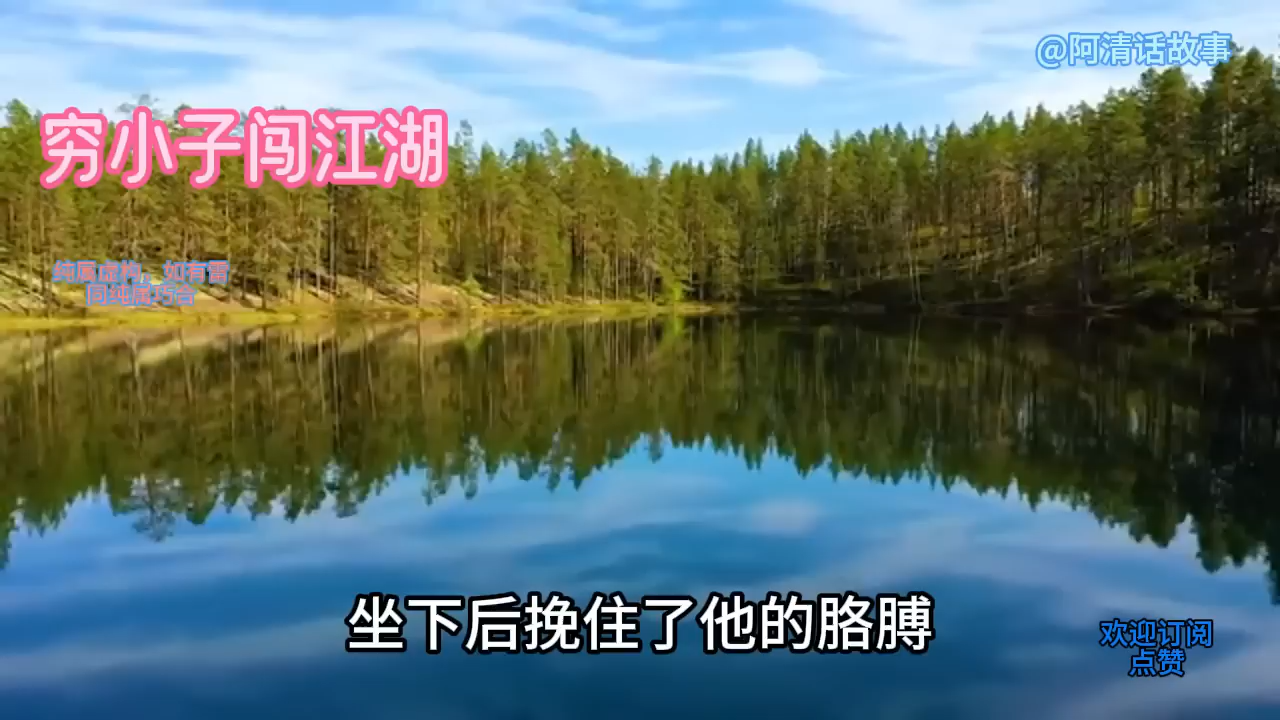 @阿清话故事
穷小子闯江湖
纯属虚构，如有雷
同纯属巧合
坐下后挽住了他的胳膊
欢迎订阅
点赞